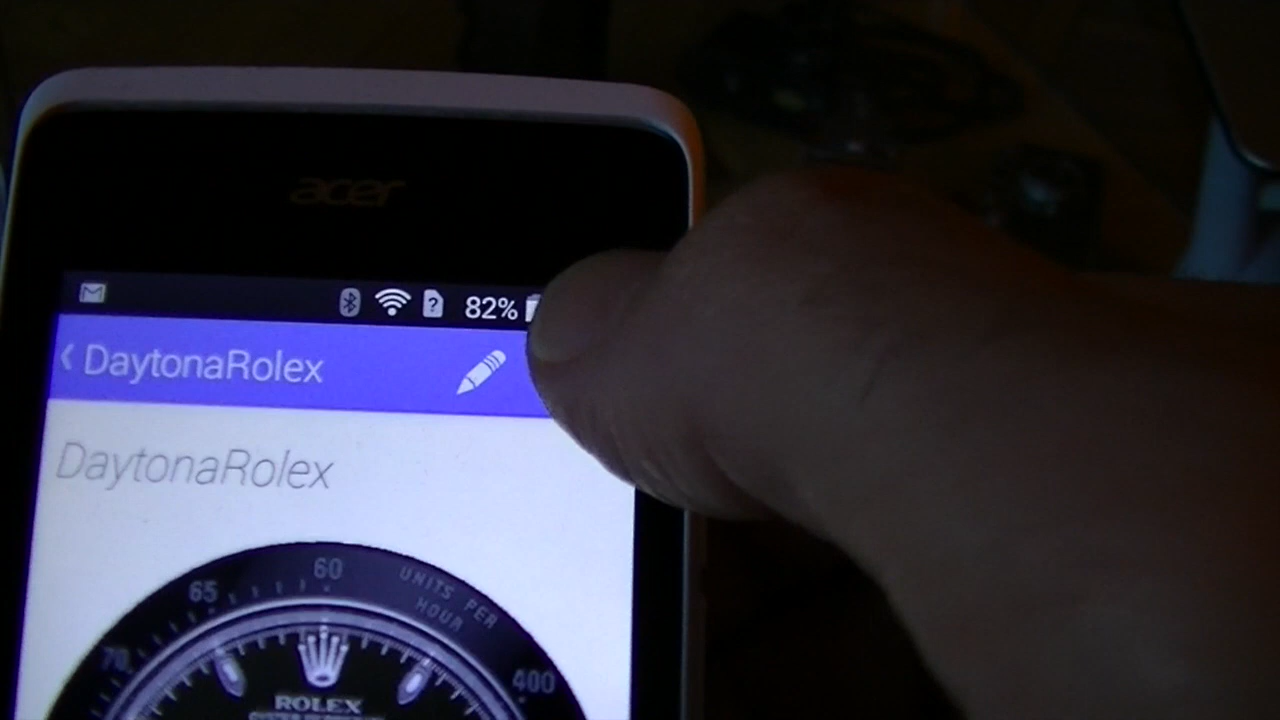 acer
82%
DaytonaRolex
DaytonaRolex
60
65
UNITS PER
HOUR
70
400
ROLEX